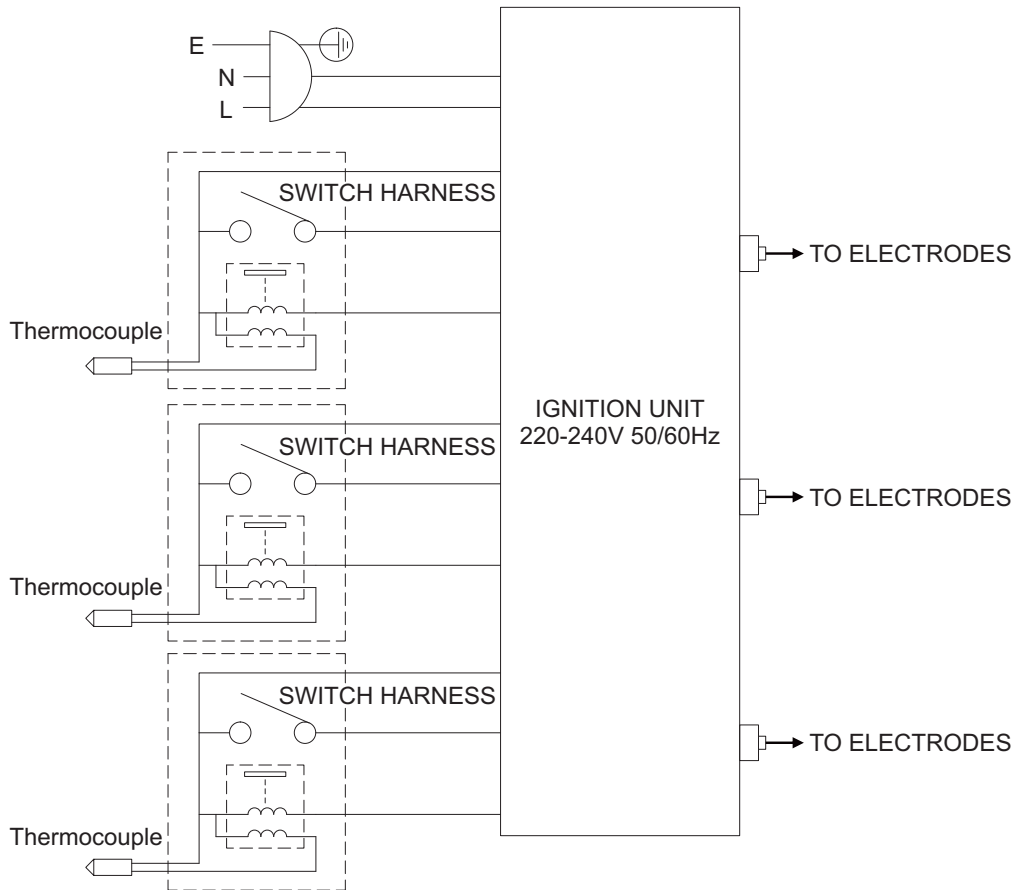 E
N
L
SWITCH HARNESS
TO ELECTRODES
Thermocouple
IGNITION UNIT
220-240V 50/60Hz
SWITCH HARNESS
TO ELECTRODES
Thermocouple
SWITCH HARNESS
TO ELECTRODES
Thermocouple